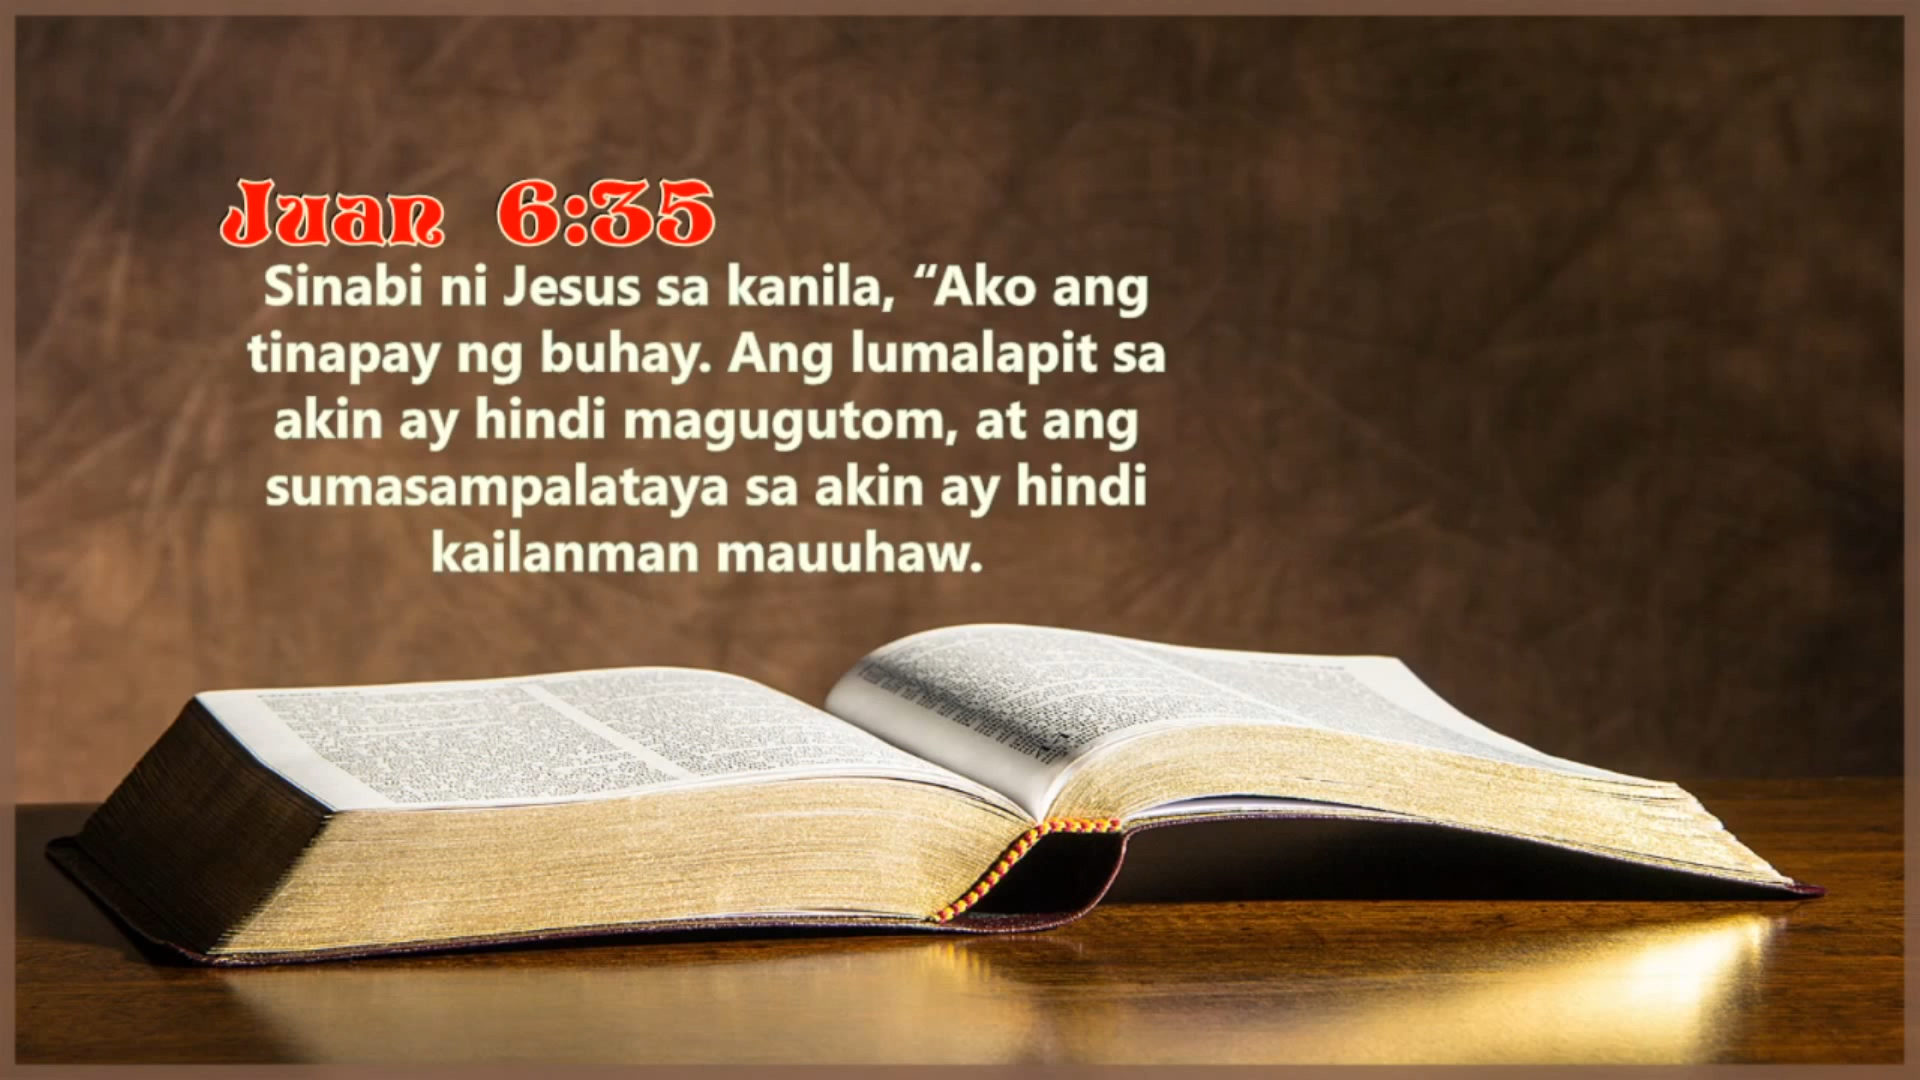 Juan 6:35
Sinabi ni Jesus sa kanila, “Ako ang
tinapay ng buhay. Ang lumalapit sa
akin ay hindi magugutom, at ang
sumasampalataya sa akin ay hindi
kailanman mauuhaw.